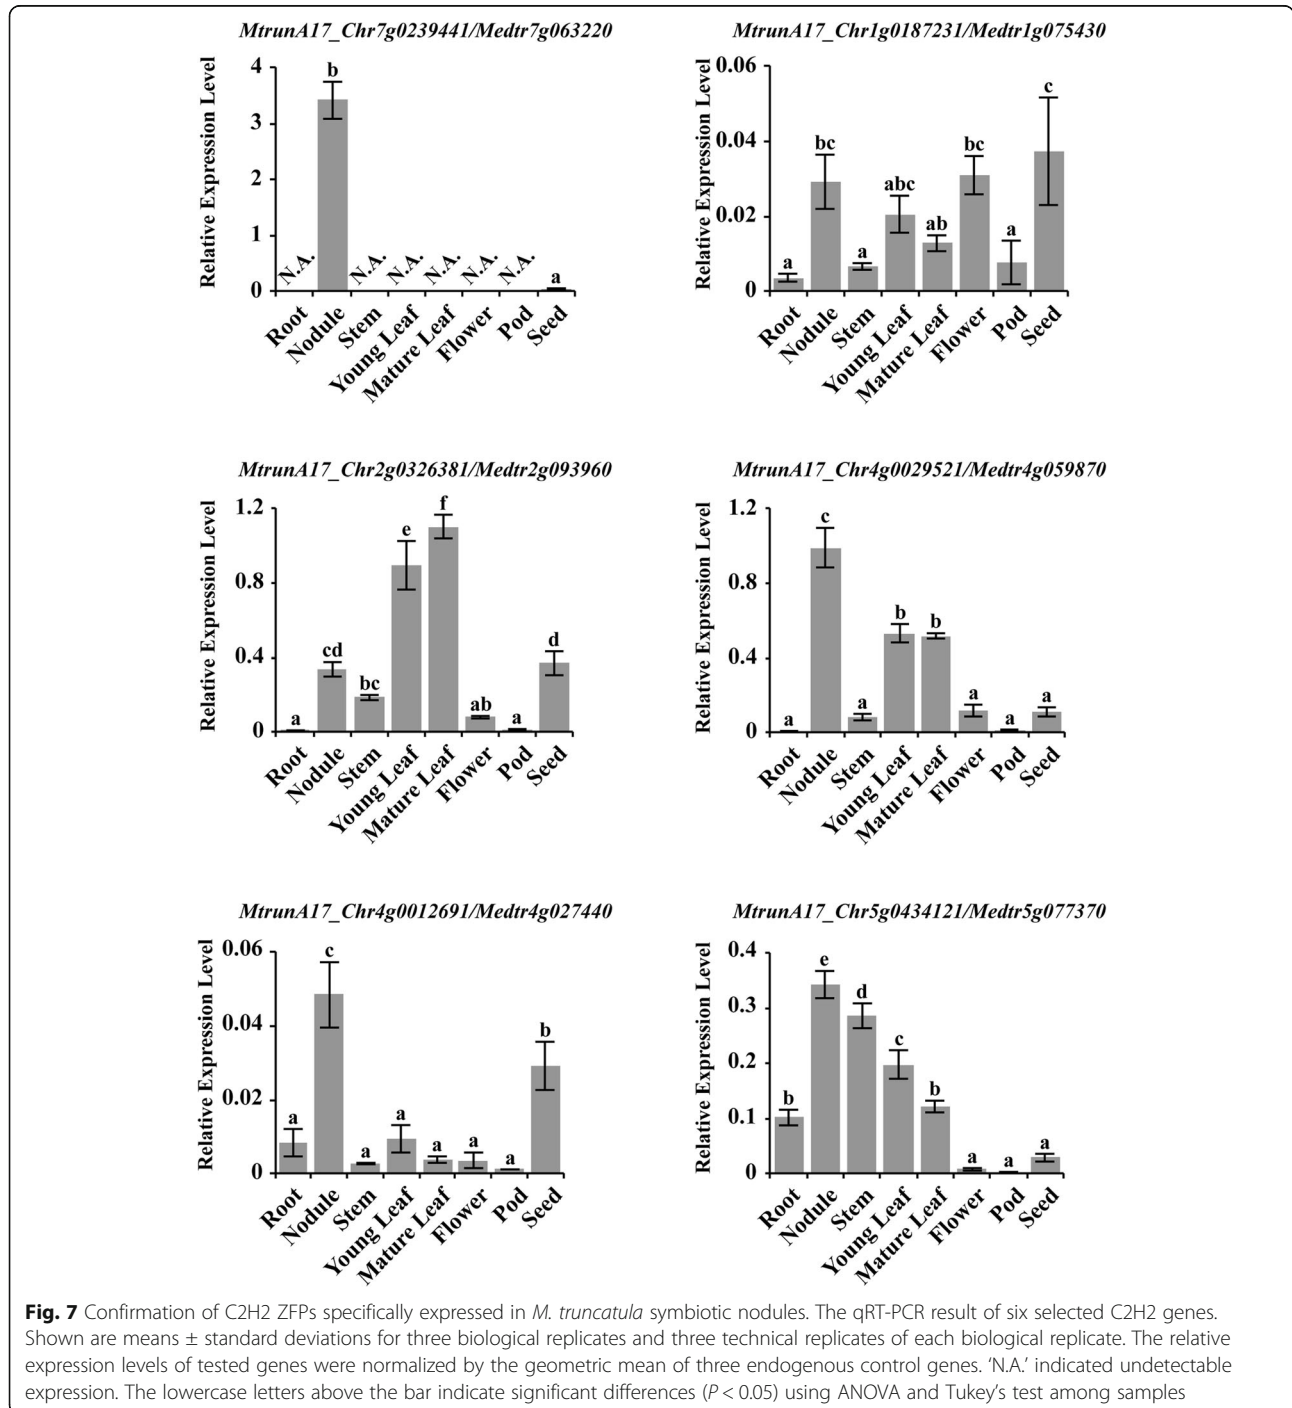 MtrunA17_Chr7g0239441/Medtr7g063220
Relative Expression Level
4
3
2
1
0
N.A.
b
N.A.
N.A.
N.A.
N.A.
N.A.
a
Root
Nodule
Stem
Young Leaf
Mature Leaf
Flower
Pod
Seed
MtrunA17_Chr1g0187231/Medtr1g075430
Relative Expression Level
0.06
0.04
0.02
0
a
bc
a
abc
ab
bc
a
c
Root
Nodule
Stem
Young Leaf
Mature Leaf
Flower
Pod
Seed
MtrunA17_Chr2g0326381/Medtr2g093960
Relative Expression Level
1.2
0.8
0.4
0
a
cd
bc
e
f
ab
a
d
Root
Nodule
Stem
Young Leaf
Mature Leaf
Flower
Pod
Seed
MtrunA17_Chr4g0029521/Medtr4g059870
Relative Expression Level
1.2
0.8
0.4
0
a
c
a
b
b
a
a
a
Root
Nodule
Stem
Young Leaf
Mature Leaf
Flower
Pod
Seed
MtrunA17_Chr4g0012691/Medtr4g027440
Relative Expression Level
0.06
0.04
0.02
0
a
c
a
a
a
a
a
b
Root
Nodule
Stem
Young Leaf
Mature Leaf
Flower
Pod
Seed
MtrunA17_Chr5g0434121/Medtr5g077370
Relative Expression Level
0.4
0.3
0.2
0.1
0
b
e
d
c
b
a
a
a
Root
Nodule
Stem
Young Leaf
Mature Leaf
Flower
Pod
Seed
Fig. 7 Confirmation of C2H2 ZFPs specifically expressed in M. truncatula symbiotic nodules. The qRT-PCR result of six selected C2H2 genes.
Shown are means ± standard deviations for three biological replicates and three technical replicates of each biological replicate. The relative
expression levels of tested genes were normalized by the geometric mean of three endogenous control genes. ‘N.A.’ indicated undetectable
expression. The lowercase letters above the bar indicate significant differences (P < 0.05) using ANOVA and Tukey’s test among samples